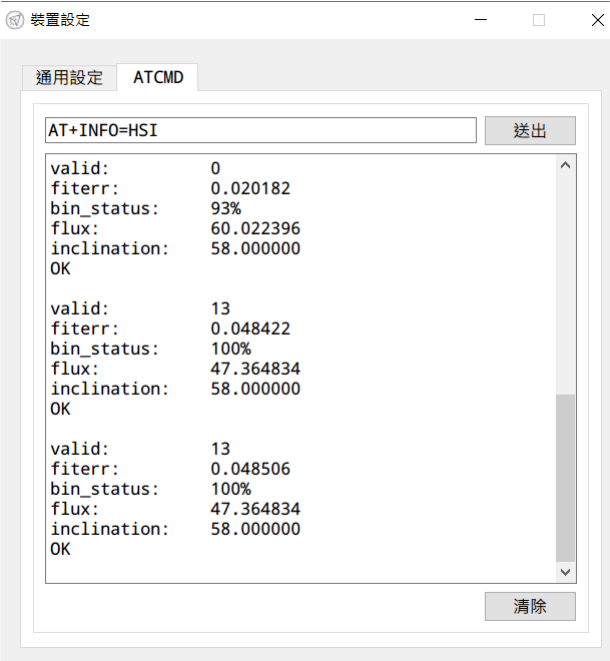 裝置設定
通用設定 ATCMD
AT+INFO=HSI 送出
valid: 0
fiterr: 0.020182
bin_status: 93%
flux: 60.022396
inclination: 58.000000
OK
valid: 13
fiterr: 0.048422
bin_status: 100%
flux: 47.364834
inclination: 58.000000
OK
valid: 13
fiterr: 0.048506
bin_status: 100%
flux: 47.364834
inclination: 58.000000
OK
清除